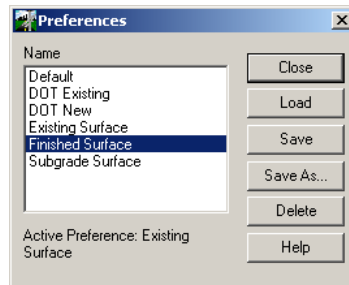 Preferences
Name
Default
DOT Existing
DOT New
Existing Surface
Finished Surface
Subgrade Surface
Active Preference: Existing
Surface
Close
Load
Save
Save As...
Delete
Help